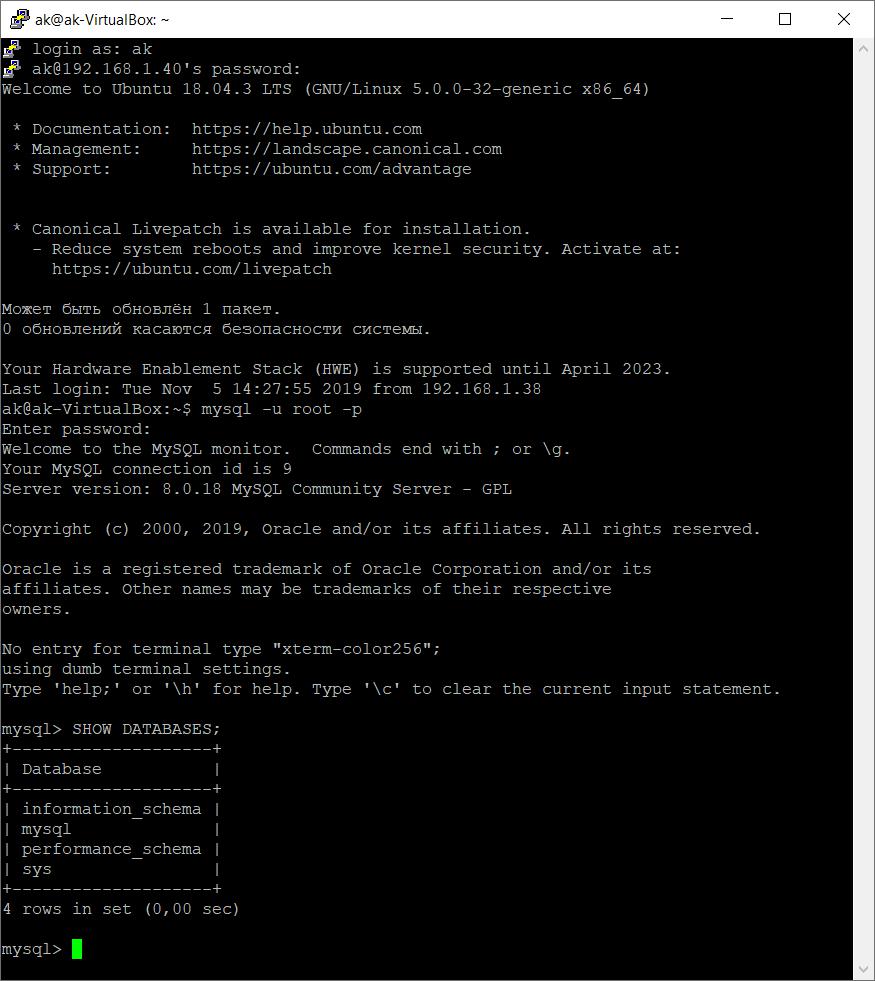 ak@ak-VirtualBox: ~
login as: ak
ak@192.168.1.40's password:
Welcome to Ubuntu 18.04.3 LTS (GNU/Linux 5.0.0-32-generic x86_64)
* Documentation:  https://help.ubuntu.com
* Management:     https://landscape.canonical.com
* Support:        https://ubuntu.com/advantage
* Canonical Livepatch is available for installation.
- Reduce system reboots and improve kernel security. Activate at:
https://ubuntu.com/livepatch
Может быть обновлён 1 пакет.
0 обновлений касаются безопасности системы.
Your Hardware Enablement Stack (HWE) is supported until April 2023.
Last login: Tue Nov  5 14:27:55 2019 from 192.168.1.38
ak@ak-VirtualBox:~$ mysql -u root -p
Enter password:
Welcome to the MySQL monitor.  Commands end with ; or \g.
Your MySQL connection id is 9
Server version: 8.0.18 MySQL Community Server - GPL
Copyright (c) 2000, 2019, Oracle and/or its affiliates. All rights reserved.
Oracle is a registered trademark of Oracle Corporation and/or its
affiliates. Other names may be trademarks of their respective
owners.
No entry for terminal type "xterm-color256";
using dumb terminal settings.
Type 'help;' or '\h' for help. Type '\c' to clear the current input statement.
mysql> SHOW DATABASES;
+--------------------+
| Database           |
+--------------------+
| information_schema |
| mysql              |
| performance_schema |
| sys                |
+--------------------+
4 rows in set (0,00 sec)
mysql>